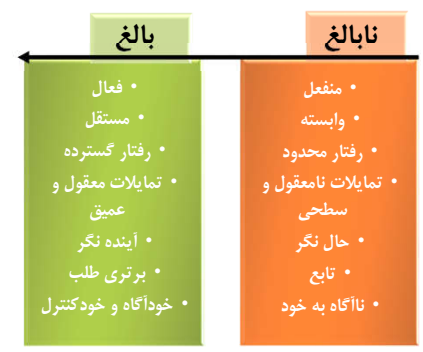 نابالغ
• منفعل
• وابسته
• رفتار محدود
• تمایلات نامعقول و
سطحی
• حال نگر
• تابع
• ناآگاه به خود
بالغ
• فعال
• مستقل
• رفتار گسترده
• تمایلات معقول و
عمیق
• آینده نگر
• برتری طلب
• خودآگاه و خودکنترل